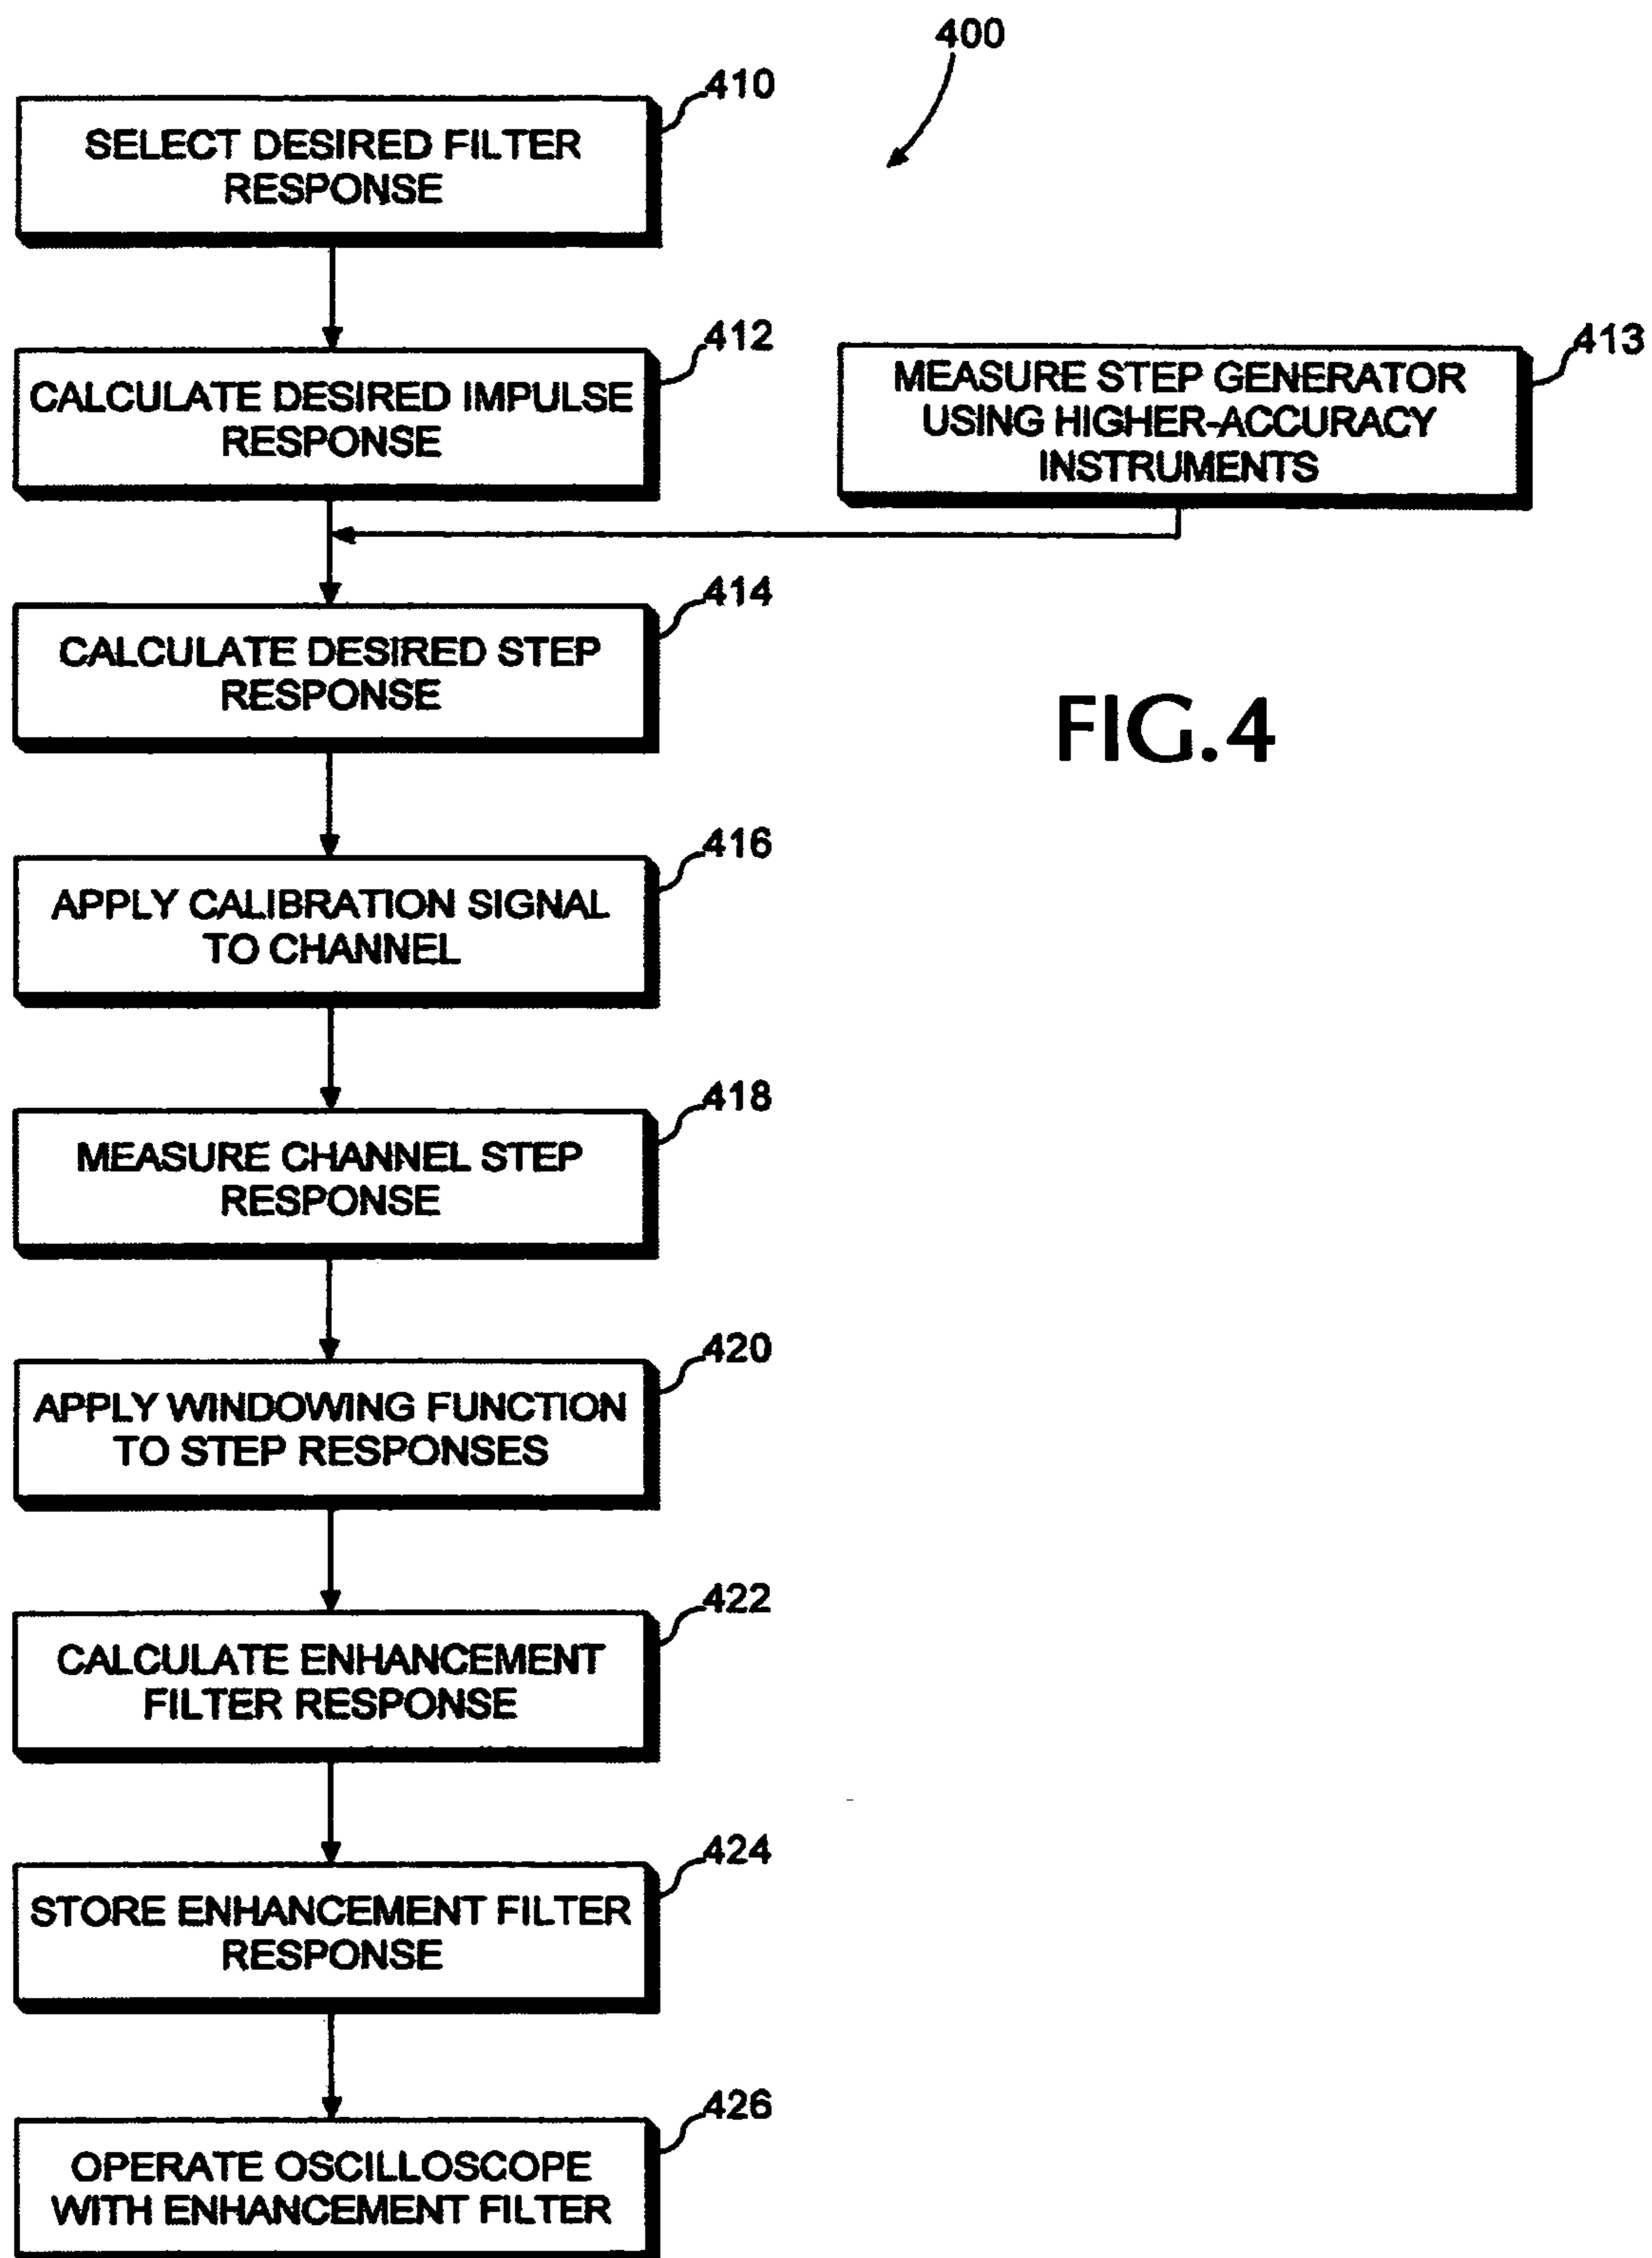 400
410
SELECT DESIRED FILTER
RESPONSE
412
CALCULATE DESIRED IMPULSE
RESPONSE
413
MEASURE STEP GENERATOR
USING HIGHER-ACCURACY
INSTRUMENTS
414
CALCULATE DESIRED STEP
RESPONSE
FIG.4
416
APPLY CALIBRATION SIGNAL
TO CHANNEL
418
MEASURE CHANNEL STEP
RESPONSE
420
APPLY WINDOWING FUNCTION
TO STEP RESPONSES
422
CALCULATE ENHANCEMENT
FILTER RESPONSE
424
STORE ENHANCEMENT FILTER
RESPONSE
426
OPERATE OSCILLOSCOPE
WITH ENHANCEMENT FILTER